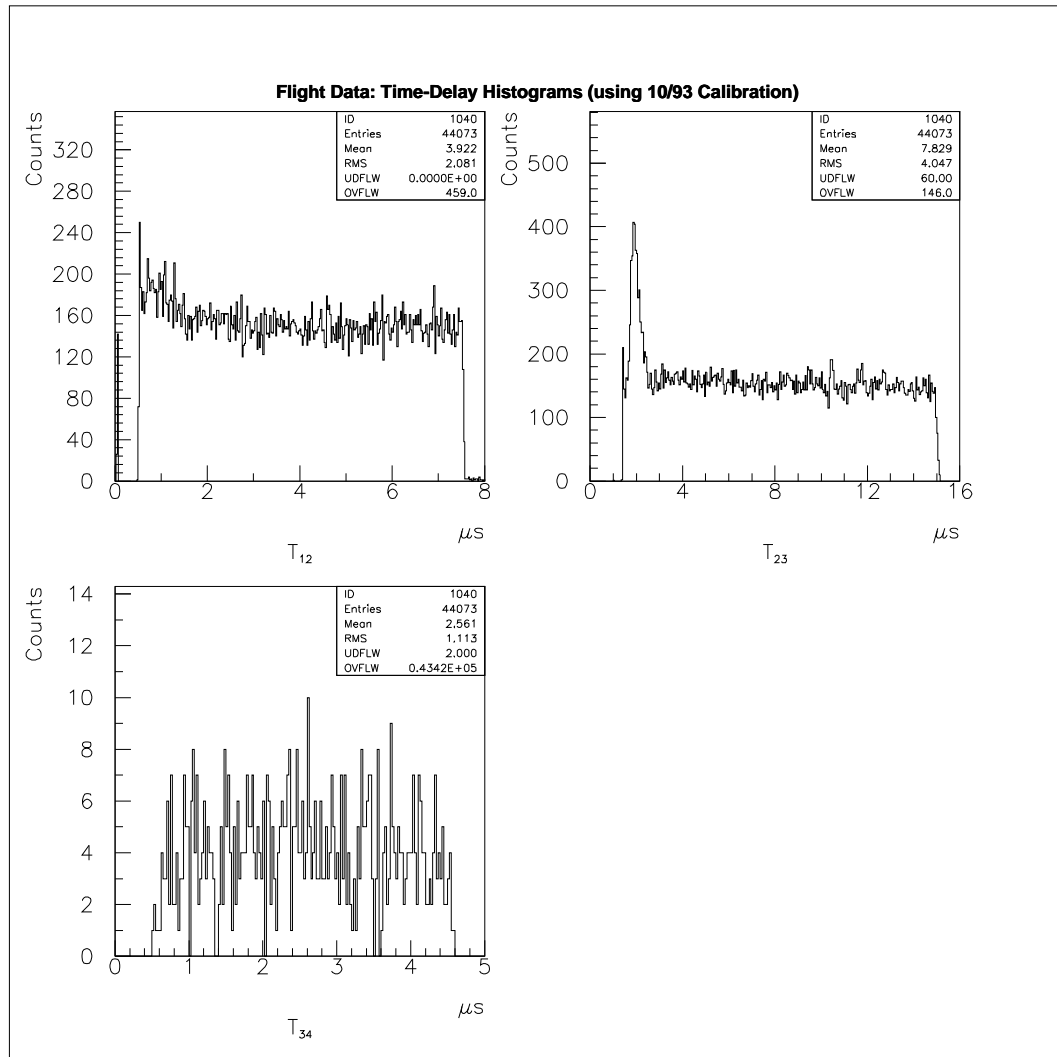 Flight Data: Time-Delay Histograms (using 10/93 Calibration)
ID 1040
Entries 44073
Mean 3.922
RMS 2.081
UDFLW 0.0000E+00
OVFLW 459.0
Counts
320
280
240
200
160
120
80
40
0
0 2 4 6 8
μs
T12
ID 1040
Entries 44073
Mean 7.829
RMS 4.047
UDFLW 60.00
OVFLW 146.0
Counts
500
400
300
200
100
0
0 4 8 12 16
μs
T23
ID 1040
Entries 44073
Mean 2.561
RMS 1.113
UDFLW 2.000
OVFLW 0.4342E+05
Counts
14
12
10
8
6
4
2
0
0 1 2 3 4 5
μs
T34